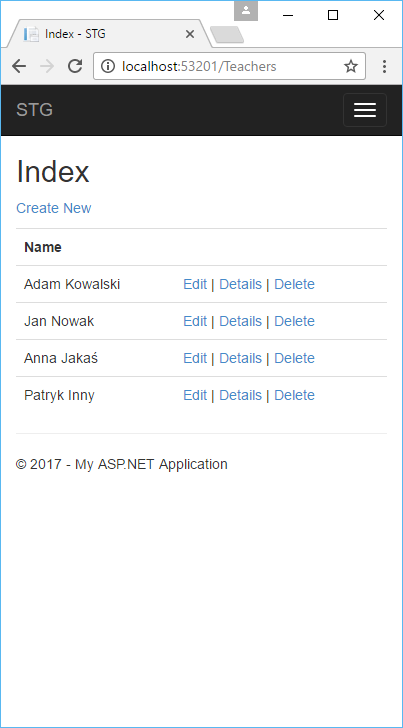 Index - STG
localhost:53201/Teachers
STG
Index
Create New
Name
Adam Kowalski Edit | Details | Delete
Jan Nowak Edit | Details | Delete
Anna Jakaś Edit | Details | Delete
Patryk Inny Edit | Details | Delete
© 2017 - My ASP.NET Application